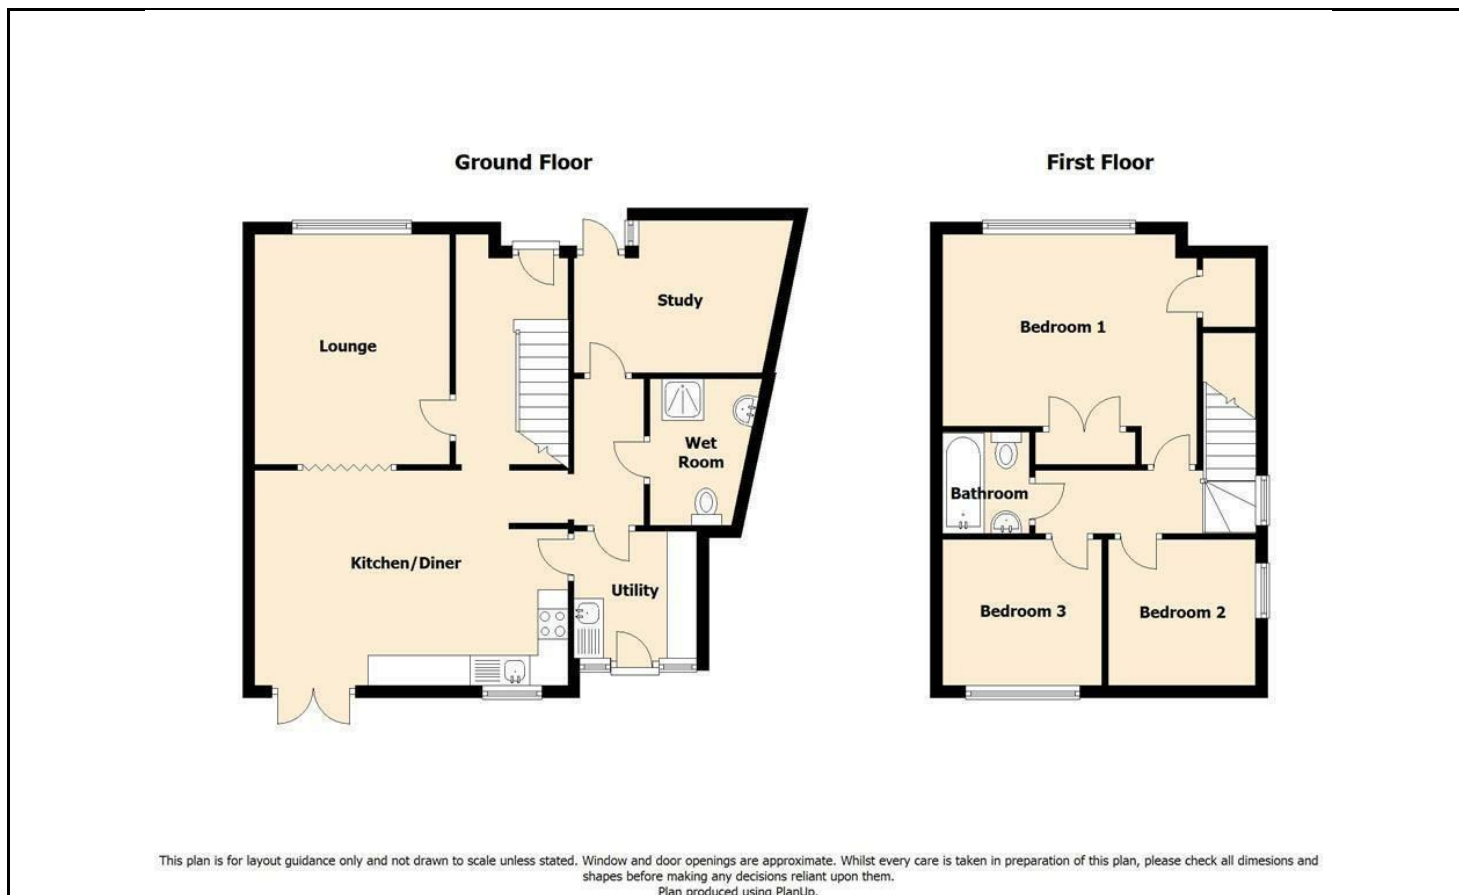 Ground Floor
First Floor
Study
Lounge
Bedroom 1
Wet
Room
Bathroom
Kitchen/Diner
Utility
Bedroom 3
Bedroom 2
This plan is for layout guidance only and not drawn to scale unless stated. Window and door openings are approximate. Whilst every care is taken in preparation of this plan, please check all dimesions and
shapes before making any decisions reliant upon them.
Plan produced using PlanUp.